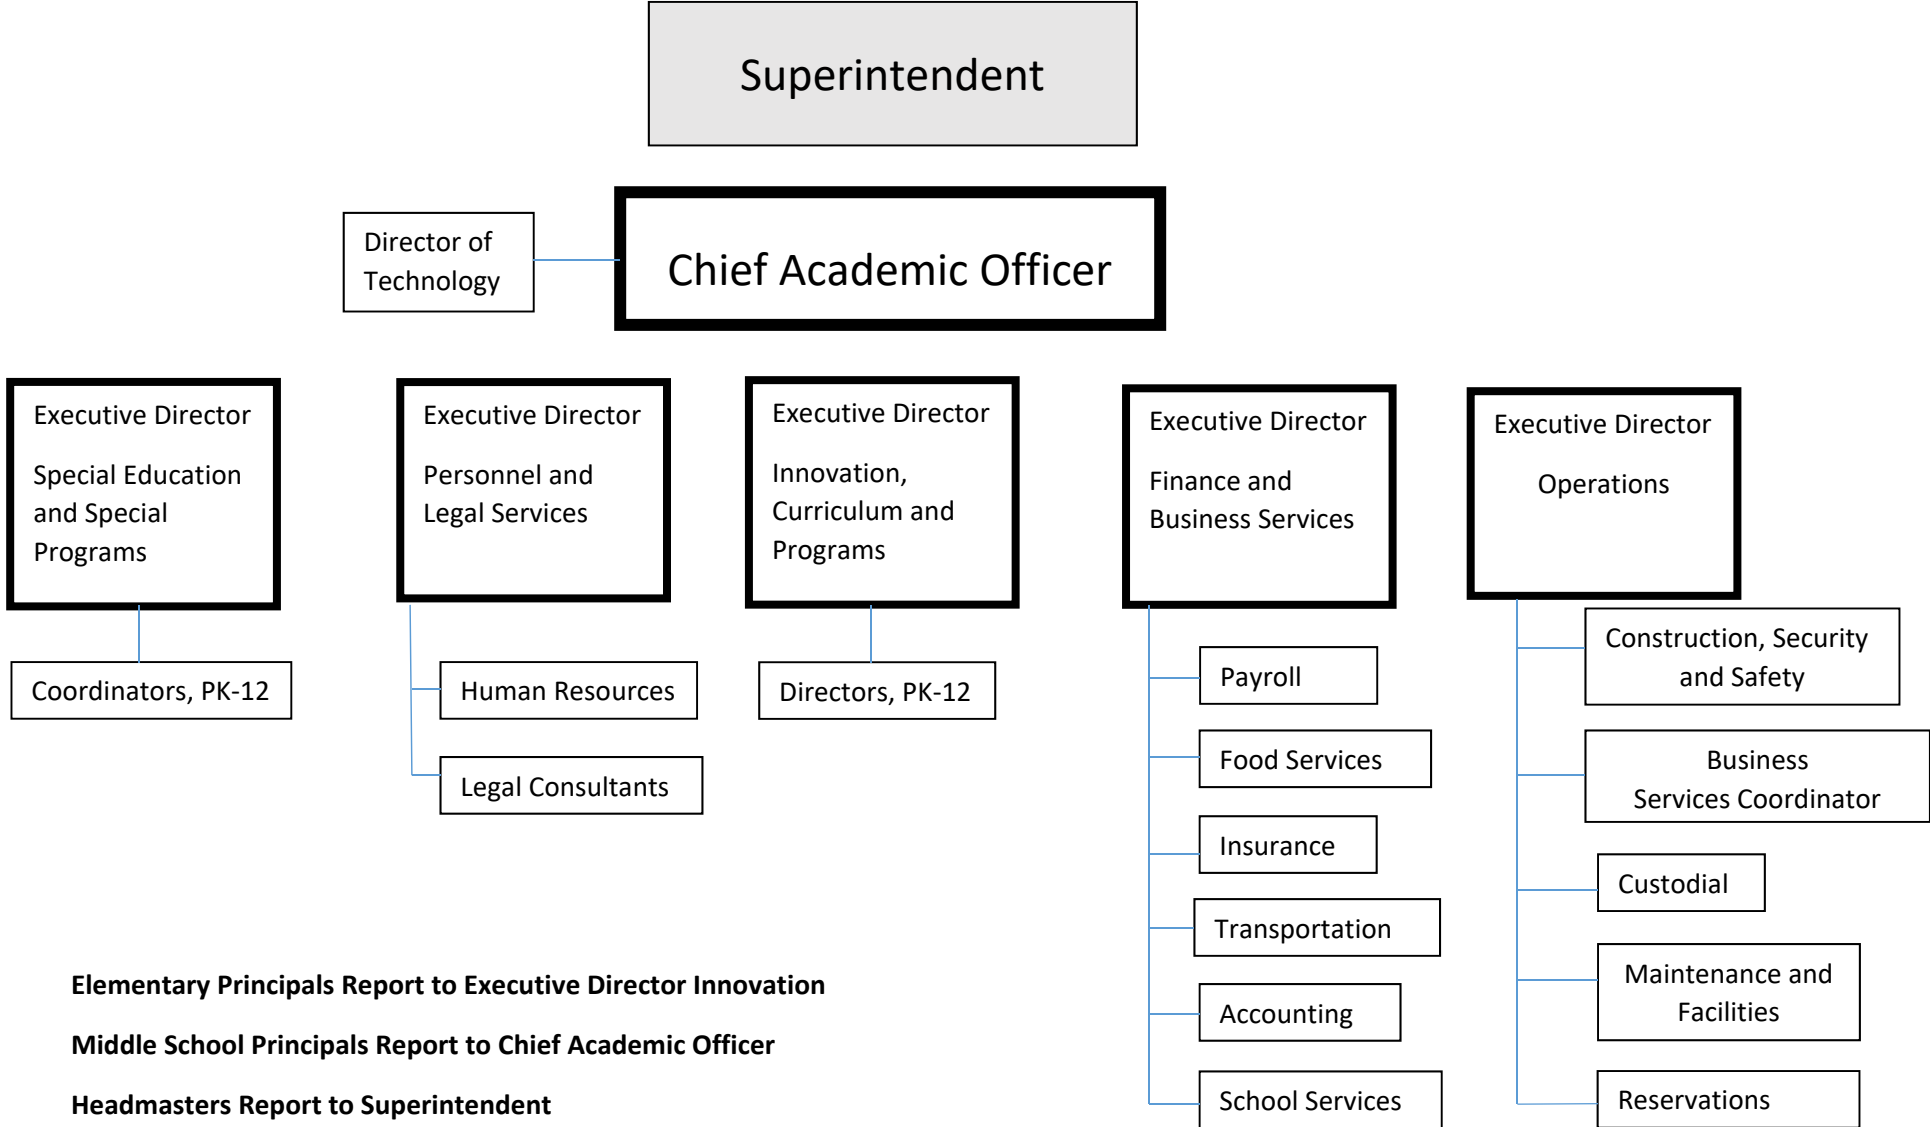 Superintendent
Director of
Technology
Chief Academic Officer
Executive Director
Special Education
and Special
Programs
Executive Director
Personnel and
Legal Services
Executive Director
Innovation,
Curriculum and
Programs
Executive Director
Finance and
Business Services
Executive Director
Operations
Coordinators, PK-12
Human Resources
Legal Consultants
Directors, PK-12
Payroll
Food Services
Insurance
Transportation
Accounting
School Services
Construction, Security
and Safety
Business
Services Coordinator
Custodial
Maintenance and
Facilities
Reservations
Elementary Principals Report to Executive Director Innovation
Middle School Principals Report to Chief Academic Officer
Headmasters Report to Superintendent